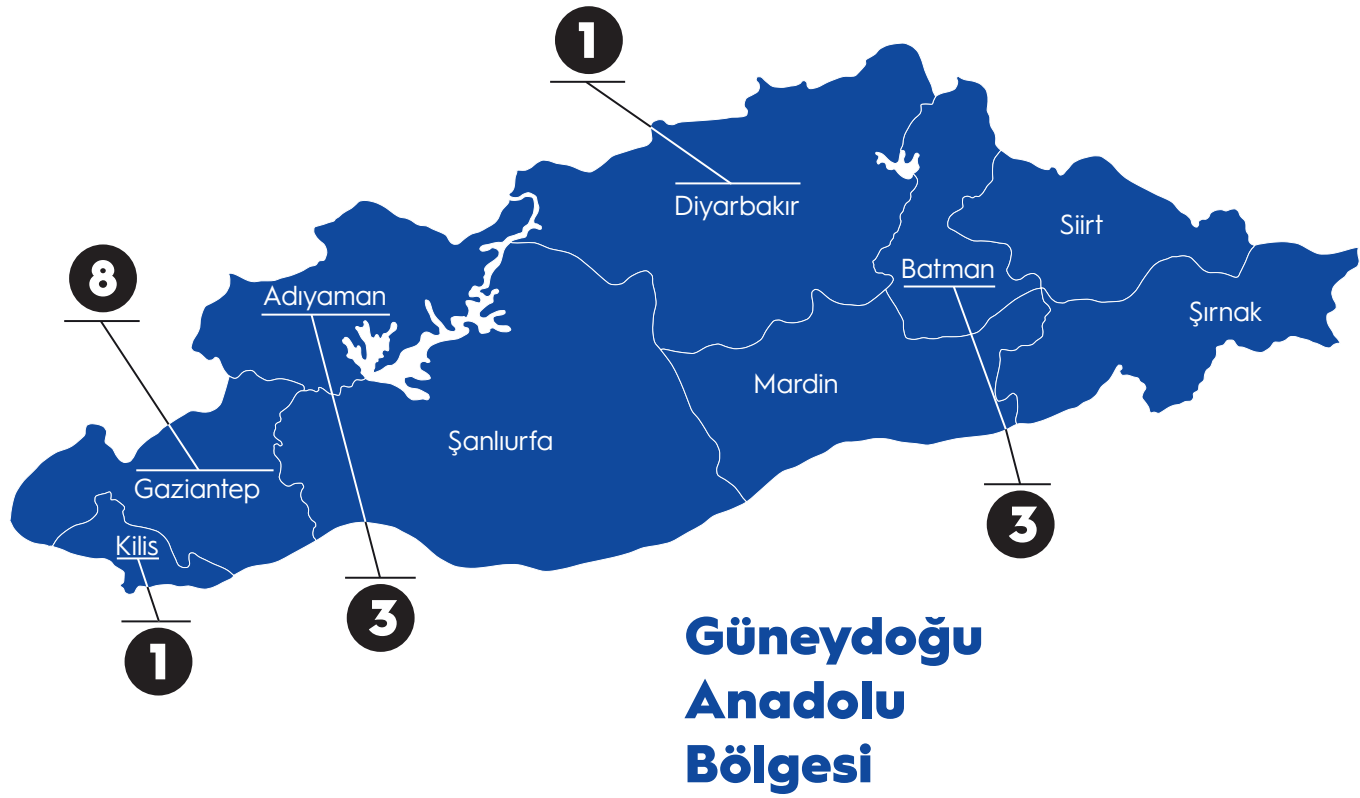 1
Diyarbakır
Siirt
8
Batman
Adıyaman
Şırnak
Mardin
Şanlıurfa
Gaziantep
3
Kilis
3
1
Güneydoğu
Anadolu
Bölgesi